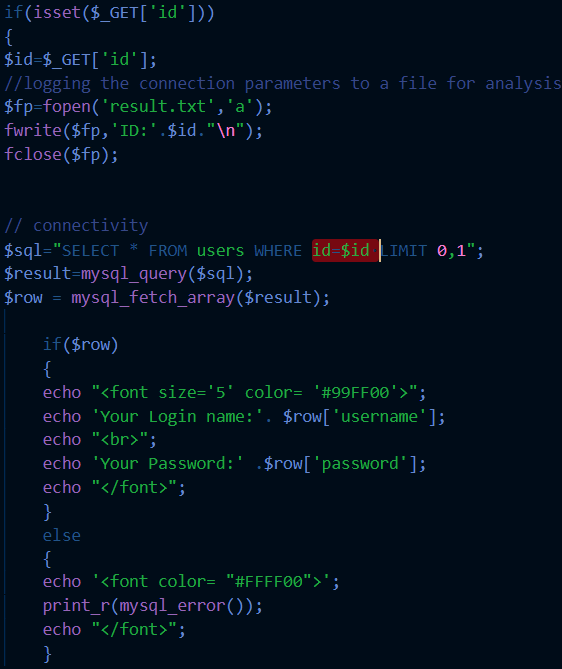 if(isset($_GET['id']))
{
$id=$_GET['id'];
//logging the connection parameters to a file for analysis
$fp=fopen('result.txt','a');
fwrite($fp,'ID:'.$id."\n");
fclose($fp);
// connectivity
$sql="SELECT * FROM users WHERE id=$id LIMIT 0,1";
$result=mysql_query($sql);
$row = mysql_fetch_array($result);
if($row)
{
echo "<font size='5' color= '#99FF00'>";
echo 'Your Login name:'. $row['username'];
echo "<br>";
echo 'Your Password:' .$row['password'];
echo "</font>";
}
else
{
echo '<font color= "#FFFF00">';
print_r(mysql_error());
echo "</font>";
}